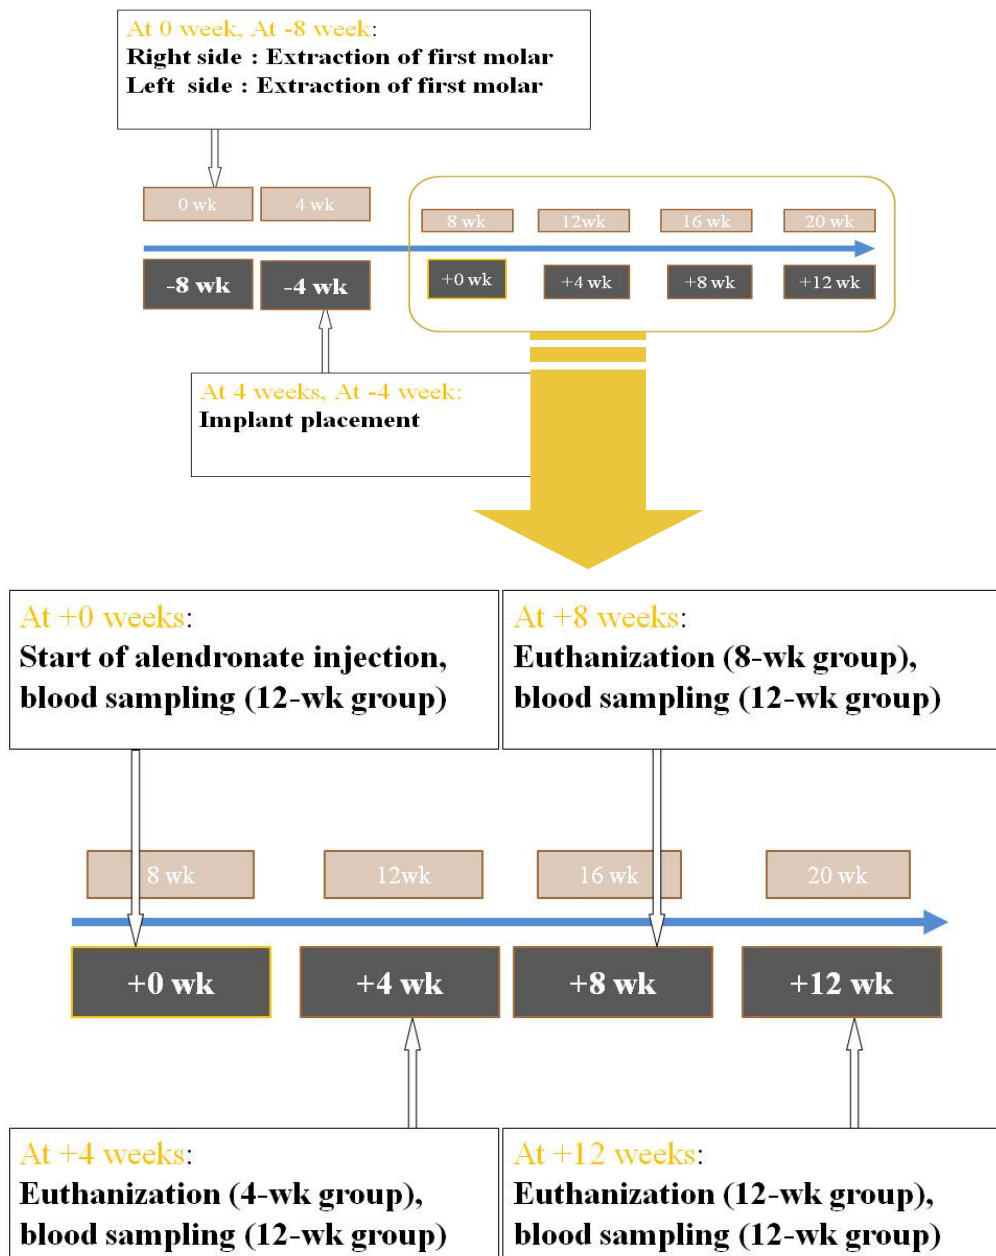 At 0 week, At -8 week:
Right side : Extraction of first molar
Left side : Extraction of first molar
0 wk
4 wk
8 wk
12wk
16 wk
20 wk
-8 wk
-4 wk
+0 wk
+4 wk
+8 wk
+12 wk
At 4 weeks, At -4 week:
Implant placement
At +0 weeks:
Start of alendronate injection,
blood sampling (12-wk group)
At +8 weeks:
Euthanization (8-wk group),
blood sampling (12-wk group)
8 wk
12wk
16 wk
20 wk
+0 wk
+4 wk
+8 wk
+12 wk
At +4 weeks:
Euthanization (4-wk group),
blood sampling (12-wk group)
At +12 weeks:
Euthanization (12-wk group),
blood sampling (12-wk group)